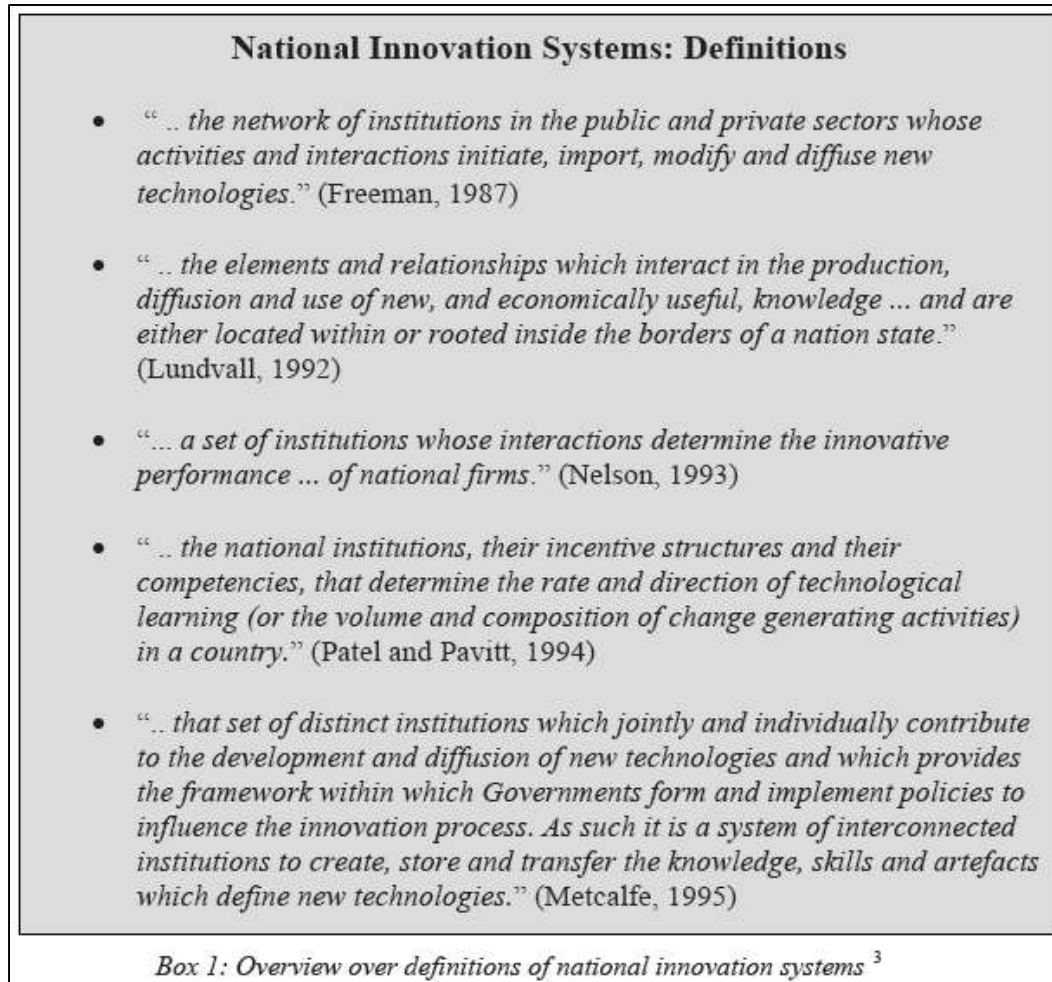 National Innovation Systems: Definitions
• “ .. the network of institutions in the public and private sectors whose
activities and interactions initiate, import, modify and diffuse new
technologies.” (Freeman, 1987)
• “ .. the elements and relationships which interact in the production,
diffusion and use of new, and economically useful, knowledge ... and are
either located within or rooted inside the borders of a nation state.”
(Lundvall, 1992)
• “... a set of institutions whose interactions determine the innovative
performance ... of national firms.” (Nelson, 1993)
• “ .. the national institutions, their incentive structures and their
competencies, that determine the rate and direction of technological
learning (or the volume and composition of change generating activities)
in a country.” (Patel and Pavitt, 1994)
• “.. that set of distinct institutions which jointly and individually contribute
to the development and diffusion of new technologies and which provides
the framework within which Governments form and implement policies to
influence the innovation process. As such it is a system of interconnected
institutions to create, store and transfer the knowledge, skills and artefacts
which define new technologies.” (Metcalfe, 1995)
Box 1: Overview over definitions of national innovation systems ³